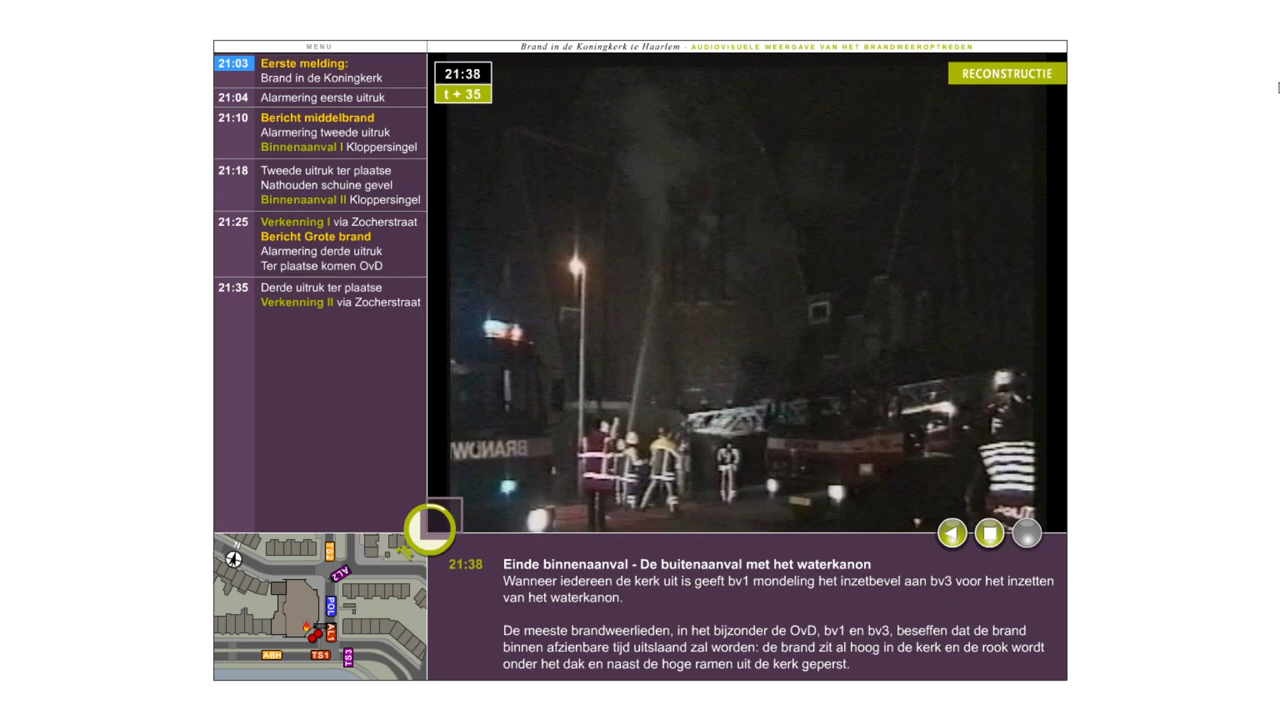 MENU
Brand in de Koningkerk te Haarlem - AUDIOVISUELE WEERGAVE VAN HET BRANDWEEROPTREDEN
21:03 Eerste melding:
Brand in de Koningkerk
21:04 Alarmering eerste uitruk
21:10 Bericht middelbrand
Alarmering tweede uitruk
Binnenaanval I Kloppersingel
21:18 Tweede uitruk ter plaatse
Nathouden schuine gevel
Binnenaanval II Kloppersingel
21:25 Verkenning I via Zocherstraat
Bericht Grote brand
Alarmering derde uitruk
Ter plaatse komen OvD
21:35 Derde uitruk ter plaatse
Verkenning II via Zocherstraat
21:38
t + 35
RECONSTRUCTIE
N
TS2
AL2
POL
AL1
ABH
TS1
TS3
21:38 Einde binnenaanval - De buitenaanval met het waterkanon
Wanneer iedereen de kerk uit is geeft bv1 mondeling het inzetbevel aan bv3 voor het inzetten
van het waterkanon.
De meeste brandweerlieden, in het bijzonder de OvD, bv1 en bv3, beseffen dat de brand
binnen afzienbare tijd uitslaand zal worden: de brand zit al hoog in de kerk en de rook wordt
onder het dak en naast de hoge ramen uit de kerk geperst.